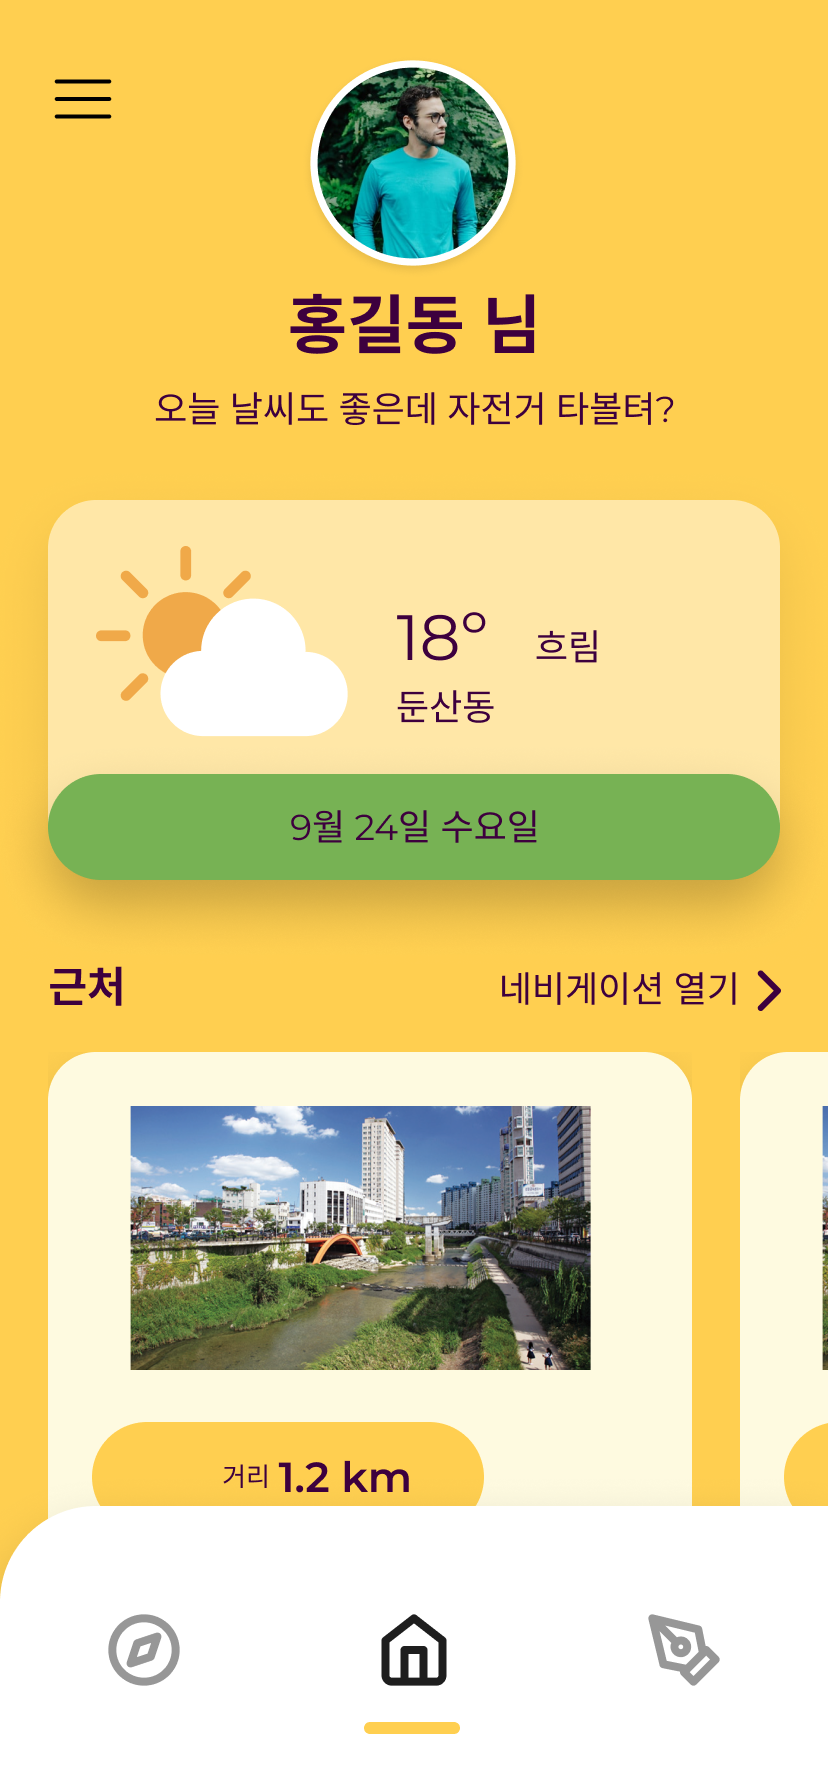 홍길동 님
오늘 날씨도 좋은데 자전거 타볼텨?
18° 흐림
둔산동
9월 24일 수요일
근처
네비게이션 열기
거리 1.2 km